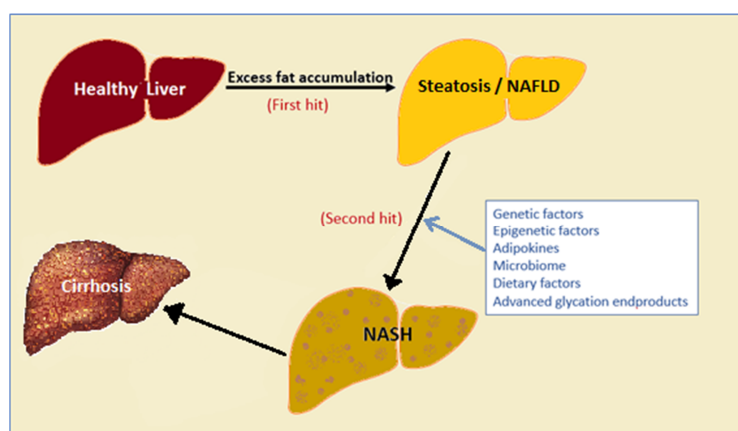 Healthy Liver
Excess fat accumulation
(First hit)
Steatosis / NAFLD
(Second hit)
Genetic factors
Epigenetic factors
Adipokines
Microbiome
Dietary factors
Advanced glycation endproducts
NASH
Cirrhosis